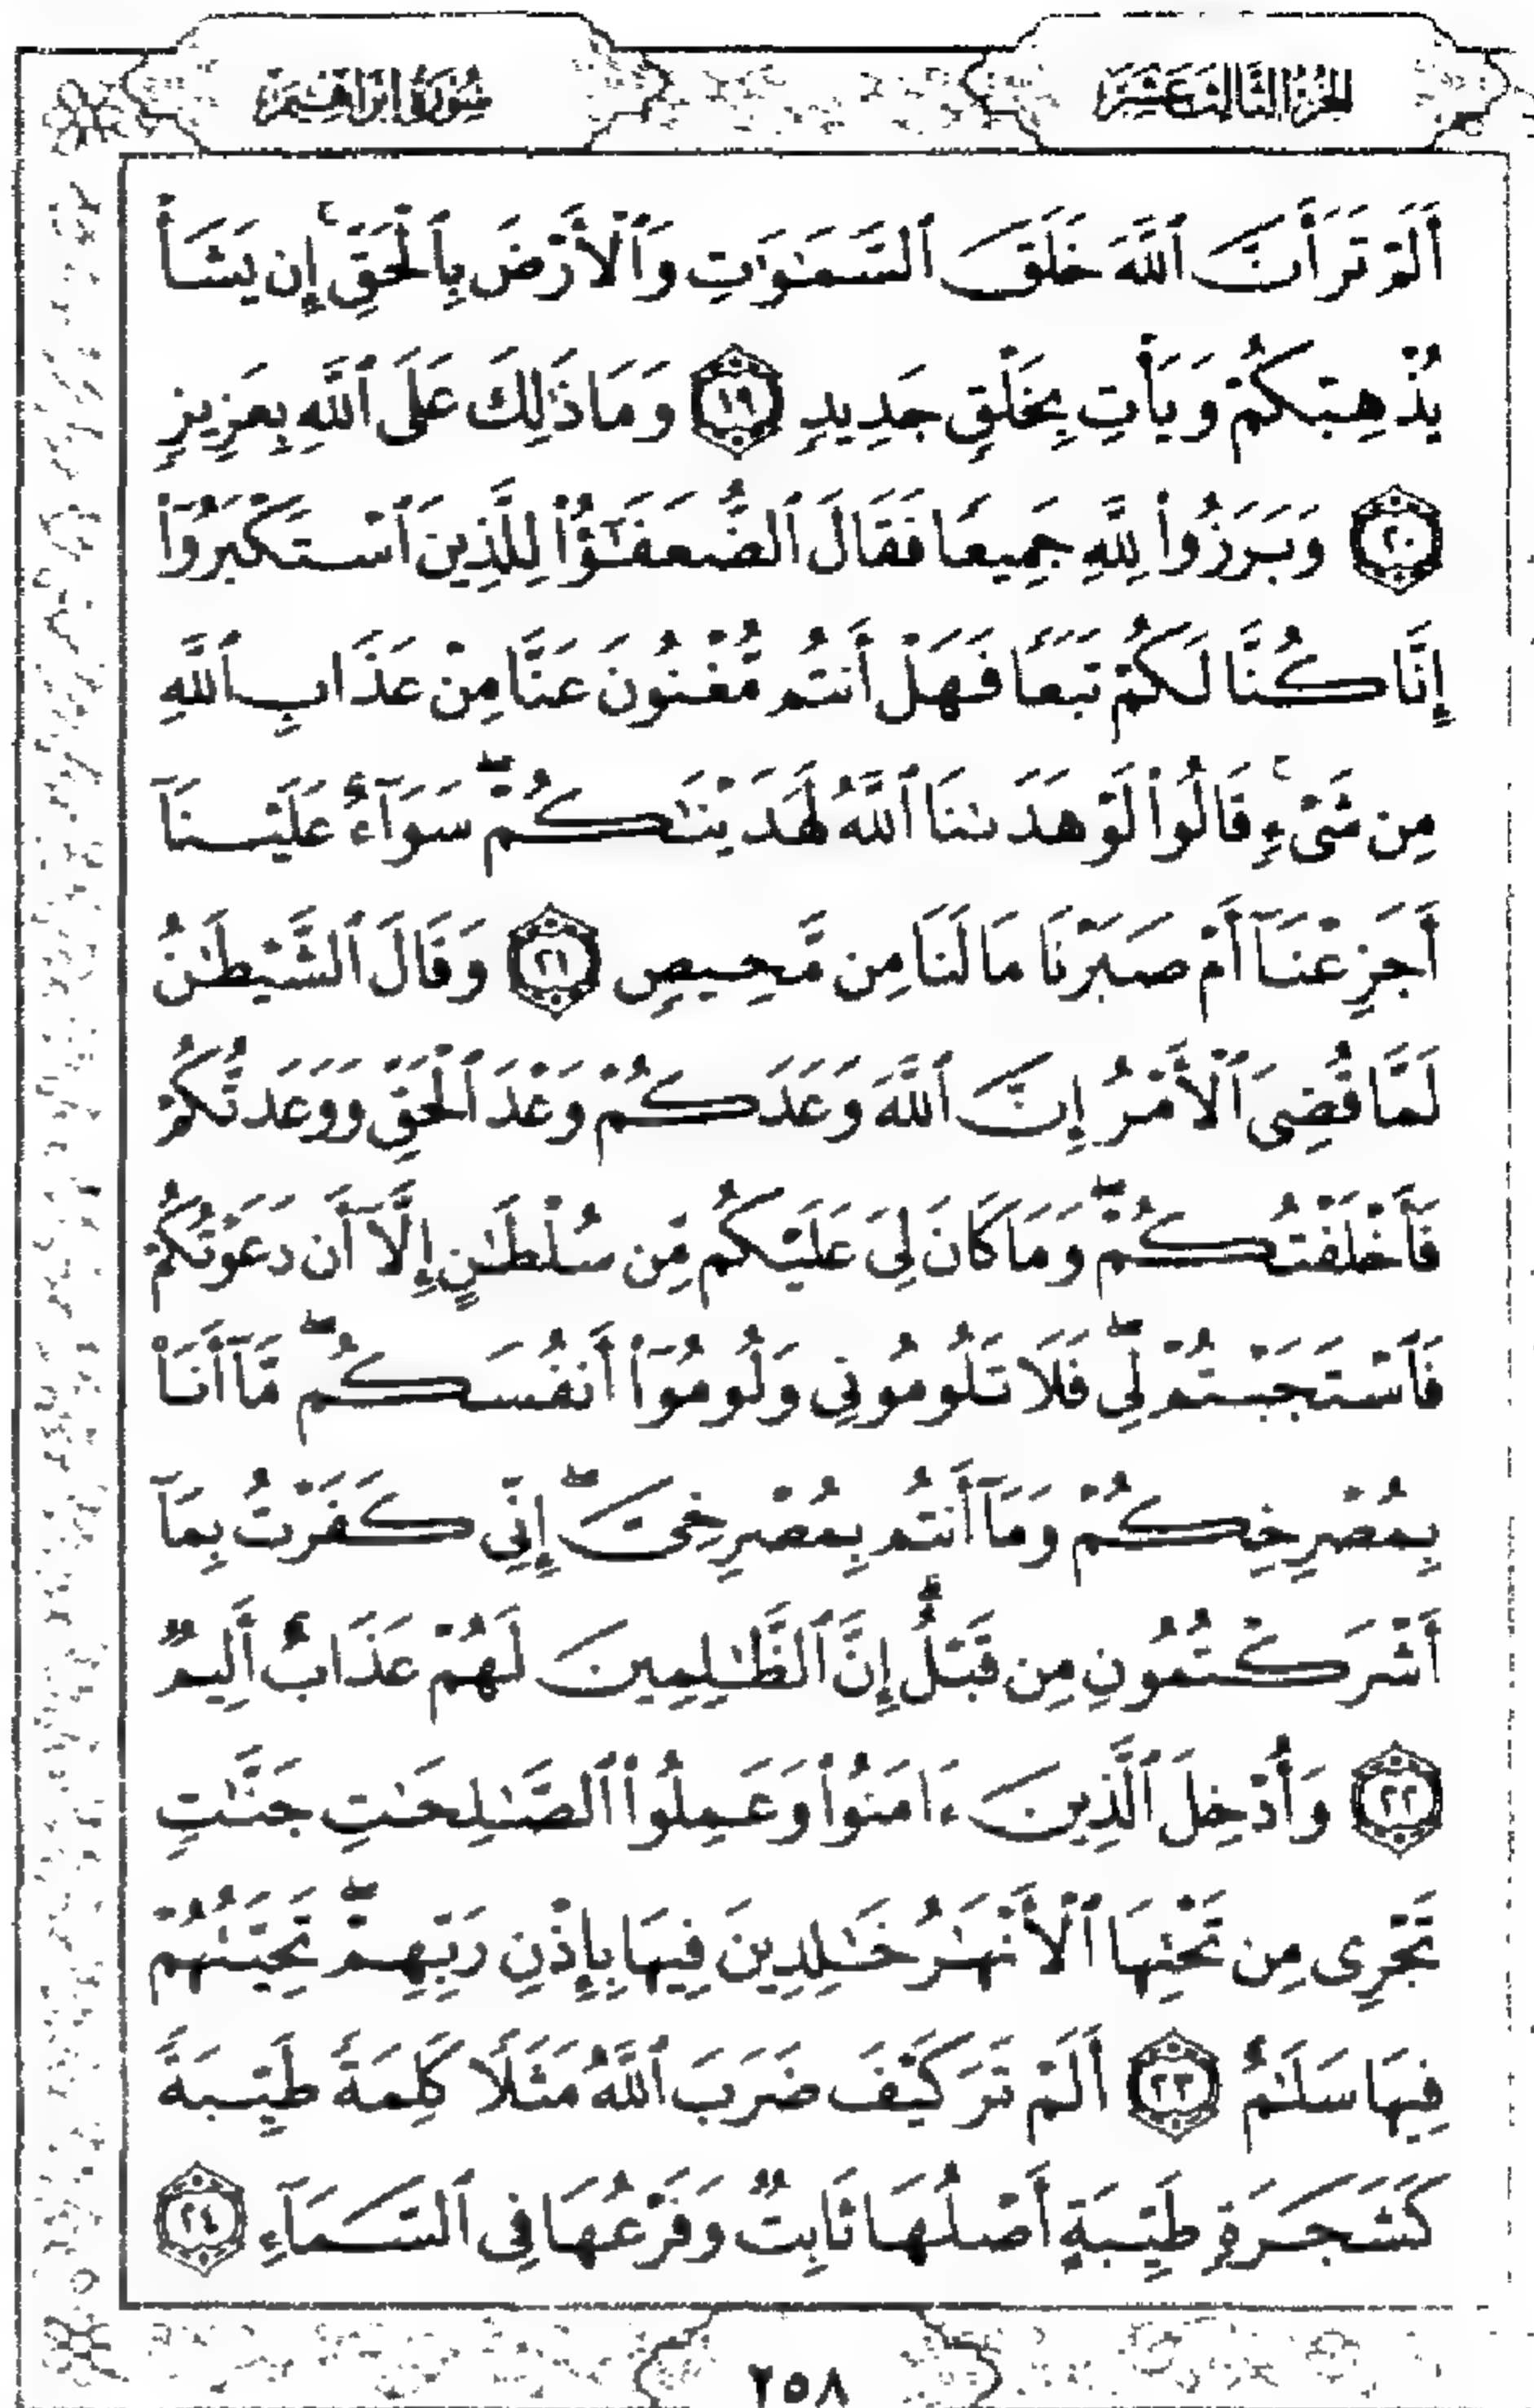 الجزء الثالث عشر
سورة إبراهيم
أَلَمْ تَرَ أَنَّ ٱللَّهَ خَلَقَ ٱلسَّمَٰوَٰتِ وَٱلْأَرْضَ بِٱلْحَقِّ ۚ إِن يَشَأْ
يُذْهِبْكُمْ وَيَأْتِ بِخَلْقٍ جَدِيدٍ ١٩ وَمَا ذَٰلِكَ عَلَى ٱللَّهِ بِعَزِيزٍ
٢٠ وَبَرَزُوا۟ لِلَّهِ جَمِيعًا فَقَالَ ٱلضُّعَفَٰٓؤُا۟ لِلَّذِينَ ٱسْتَكْبَرُوٓا۟
إِنَّا كُنَّا لَكُمْ تَبَعًا فَهَلْ أَنتُم مُّغْنُونَ عَنَّا مِنْ عَذَابِ ٱللَّهِ
مِن شَىْءٍ ۚ قَالُوا۟ لَوْ هَدَىٰنَا ٱللَّهُ لَهَدَيْنَٰكُمْ ۖ سَوَآءٌ عَلَيْنَآ
أَجَزِعْنَآ أَمْ صَبَرْنَا مَا لَنَا مِن مَّحِيصٍ ٢١ وَقَالَ ٱلشَّيْطَٰنُ
لَمَّا قُضِىَ ٱلْأَمْرُ إِنَّ ٱللَّهَ وَعَدَكُمْ وَعْدَ ٱلْحَقِّ وَوَعَدتُّكُمْ
فَأَخْلَفْتُكُمْ ۖ وَمَا كَانَ لِىَ عَلَيْكُم مِّن سُلْطَٰنٍ إِلَّآ أَن دَعَوْتُكُمْ
فَٱسْتَجَبْتُمْ لِى ۖ فَلَا تَلُومُونِى وَلُومُوٓا۟ أَنفُسَكُم ۖ مَّآ أَنَا۠
بِمُصْرِخِكُمْ وَمَآ أَنتُم بِمُصْرِخِىَّ ۖ إِنِّى كَفَرْتُ بِمَآ
أَشْرَكْتُمُونِ مِن قَبْلُ ۗ إِنَّ ٱلظَّٰلِمِينَ لَهُمْ عَذَابٌ أَلِيمٌ
٢٢ وَأُدْخِلَ ٱلَّذِينَ ءَامَنُوا۟ وَعَمِلُوا۟ ٱلصَّٰلِحَٰتِ جَنَّٰتٍ
تَجْرِى مِن تَحْتِهَا ٱلْأَنْهَٰرُ خَٰلِدِينَ فِيهَا بِإِذْنِ رَبِّهِمْ ۖ تَحِيَّتُهُمْ
فِيهَا سَلَٰمٌ ٢٣ أَلَمْ تَرَ كَيْفَ ضَرَبَ ٱللَّهُ مَثَلًا كَلِمَةً طَيِّبَةً
كَشَجَرَةٍ طَيِّبَةٍ أَصْلُهَا ثَابِتٌ وَفَرْعُهَا فِى ٱلسَّمَآءِ ٢٤
٢٥٨